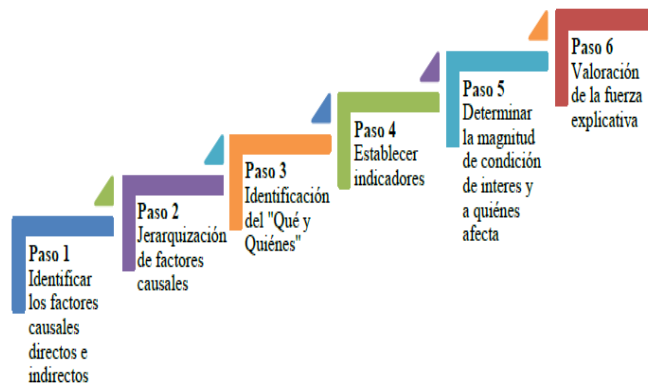 Paso 1
Identificar
los factores
causales
directos e
indirectos
Paso 2
Jerarquización
de factores
causales
Paso 3
Identificación
del "Qué y
Quiénes"
Paso 4
Establecer
indicadores
Paso 5
Determinar
la magnitud
de condición
de interes y
a quiénes
afecta
Paso 6
Valoración
de la fuerza
explicativa